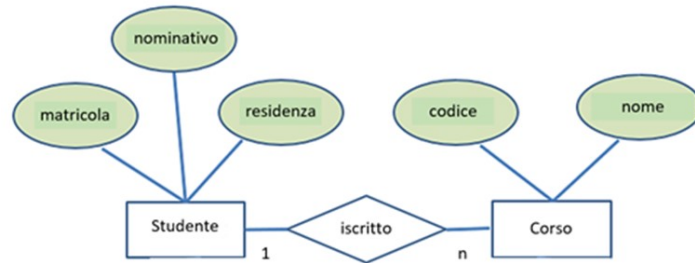 nominativo
matricola
residenza
codice
nome
Studente
iscritto
Corso
1
n